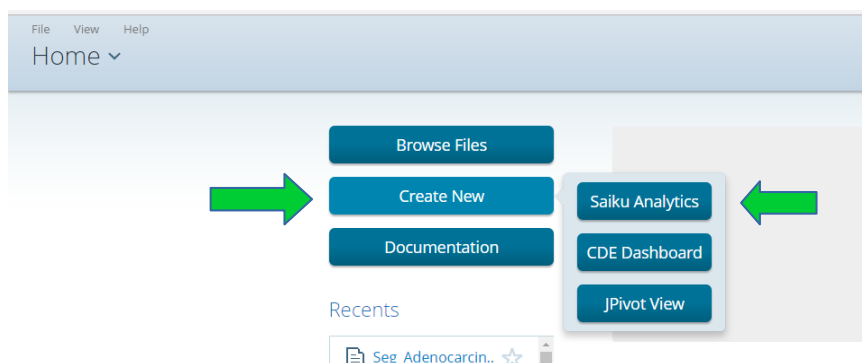 File View Help
Home
Browse Files
Create New
Saiku Analytics
CDE Dashboard
Documentation
JPivot View
Recents
Seg_Adenocarcin..